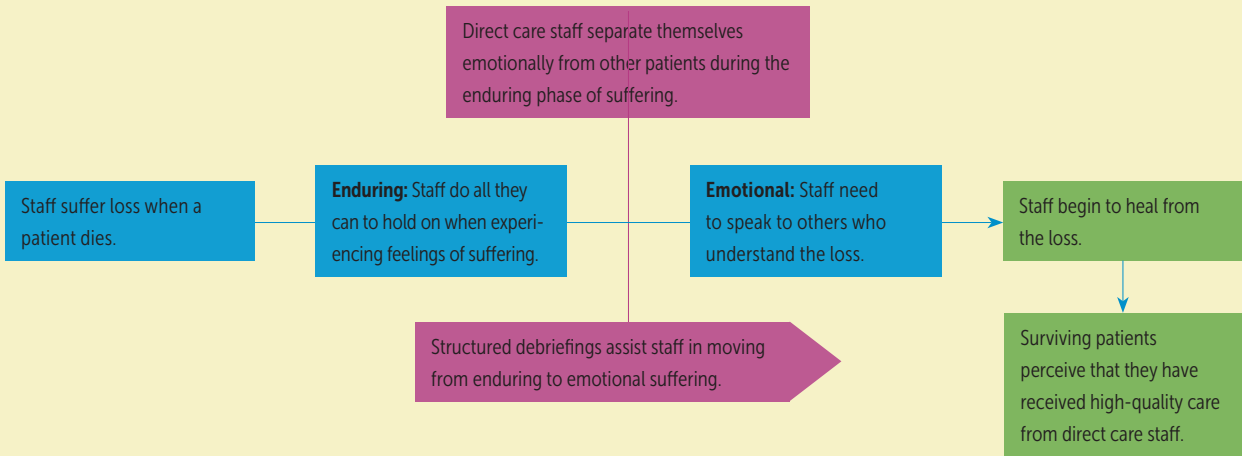 Direct care staff separate themselves
emotionally from other patients during the
enduring phase of suffering.
Staff suffer loss when a
patient dies.
Enduring: Staff do all they
can to hold on when experi-
encing feelings of suffering.
Emotional: Staff need
to speak to others who
understand the loss.
Staff begin to heal from
the loss.
Structured debriefings assist staff in moving
from enduring to emotional suffering.
Surviving patients
perceive that they have
received high-quality care
from direct care staff.